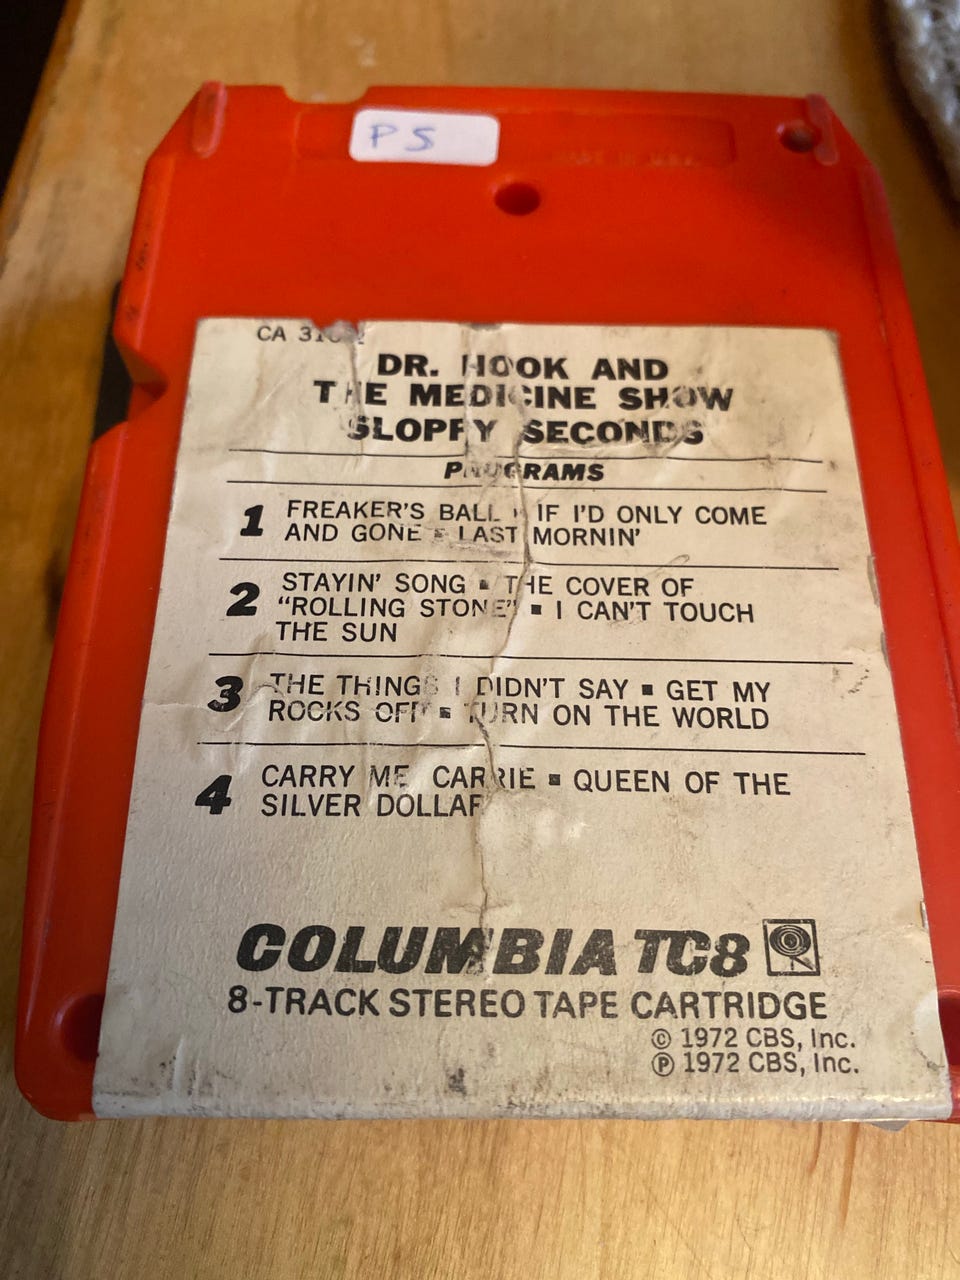 PS
CA
DR. HOOK AND
THE MEDICINE SHOW
SLOPPY SECONDS
PROGRAMS
1 FREAKER'S BALL ▪ IF I'D ONLY COME
AND GONE ▪ LAST MORNIN'
2 STAYIN' SONG ▪ THE COVER OF
"ROLLING STONE" ▪ I CAN'T TOUCH
THE SUN
3 THE THINGS I DIDN'T SAY ▪ GET MY
ROCKS OFF ▪ TURN ON THE WORLD
4 CARRY ME CARRIE ▪ QUEEN OF THE
SILVER DOLLAR
COLUMBIA TC8
8-TRACK STEREO TAPE CARTRIDGE
© 1972 CBS, Inc.
℗ 1972 CBS, Inc.